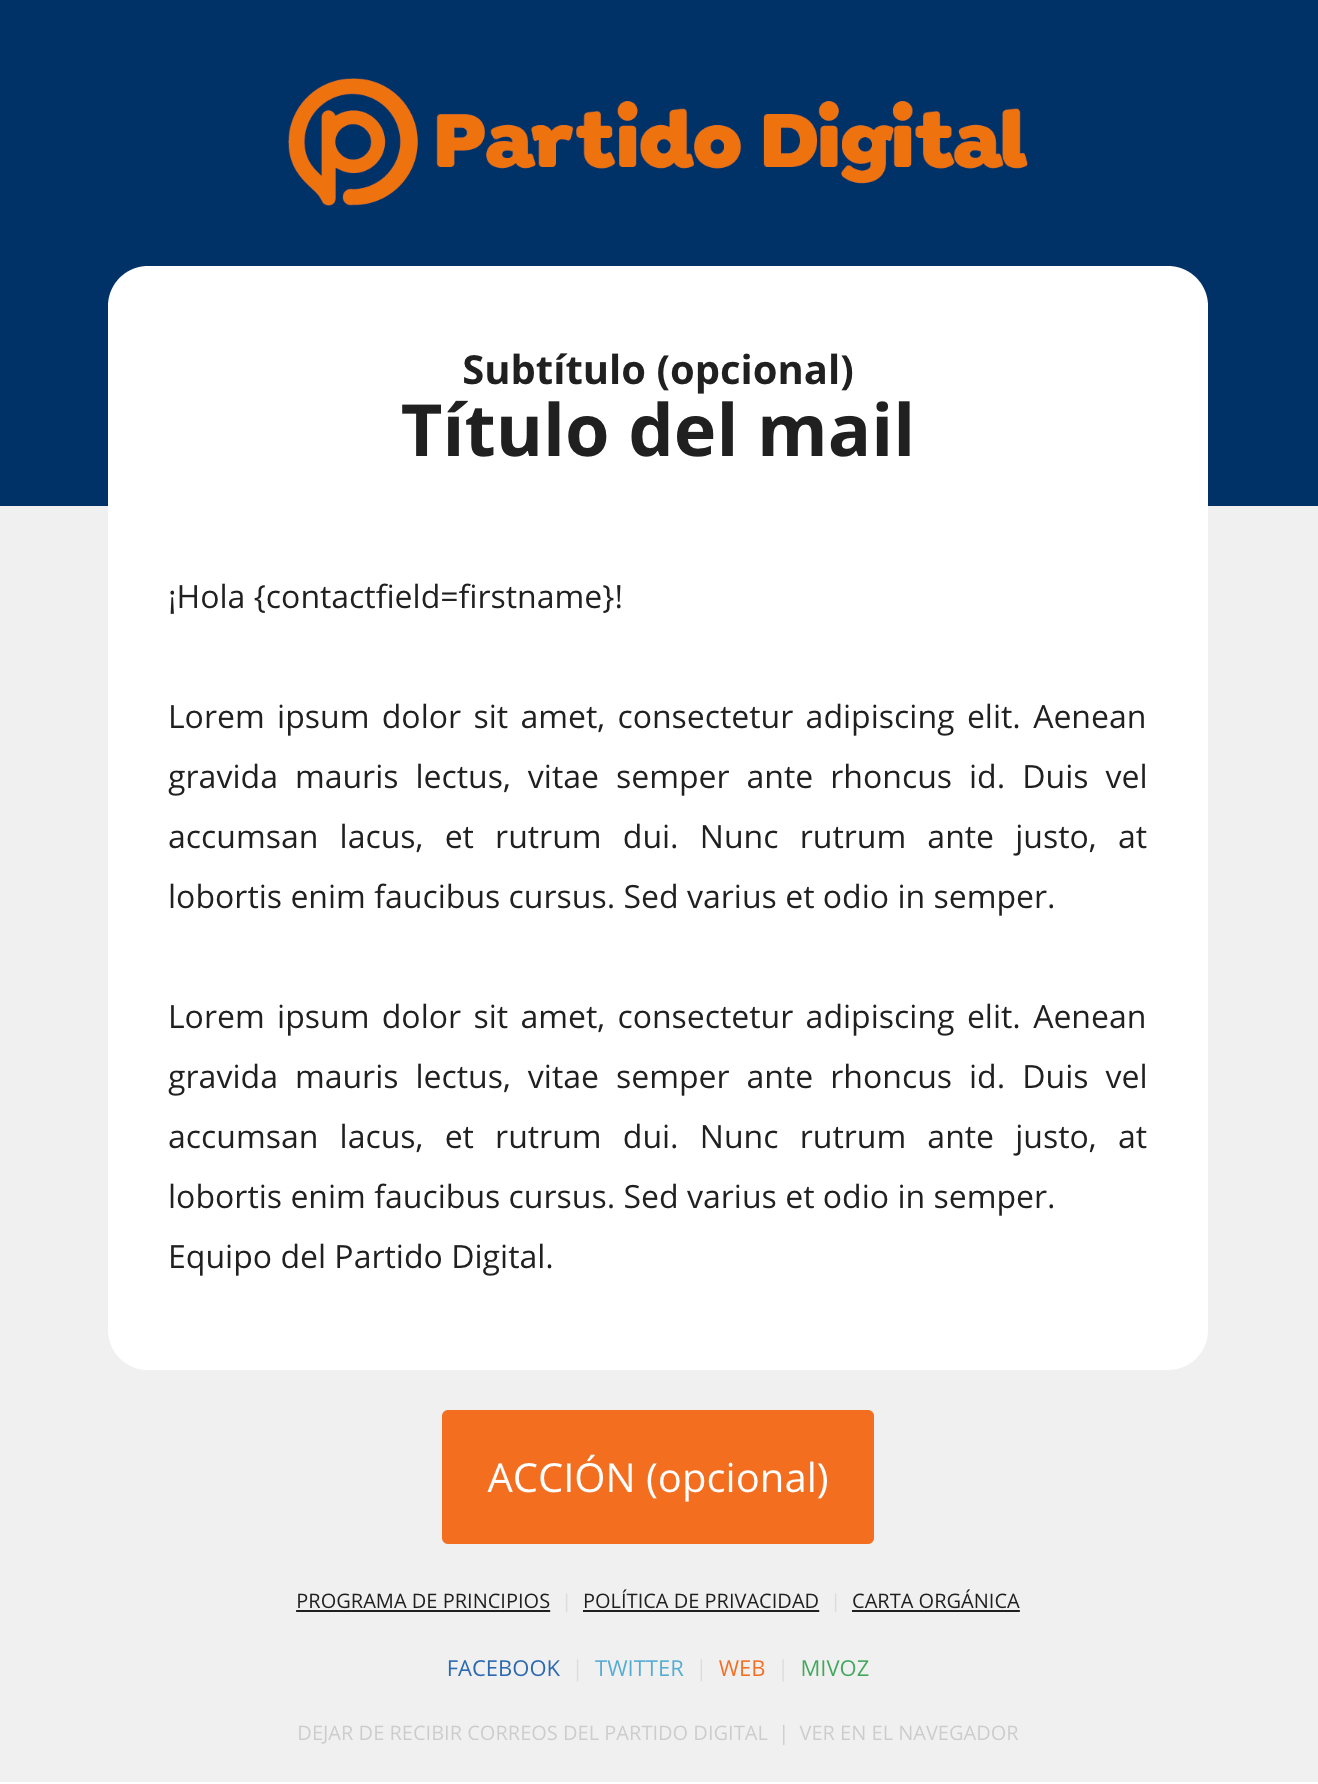 Partido Digital
Subtítulo (opcional)
Título del mail
¡Hola {contactfield=firstname}!
Lorem ipsum dolor sit amet, consectetur adipiscing elit. Aenean
gravida mauris lectus, vitae semper ante rhoncus id. Duis vel
accumsan lacus, et rutrum dui. Nunc rutrum ante justo, at
lobortis enim faucibus cursus. Sed varius et odio in semper.
Lorem ipsum dolor sit amet, consectetur adipiscing elit. Aenean
gravida mauris lectus, vitae semper ante rhoncus id. Duis vel
accumsan lacus, et rutrum dui. Nunc rutrum ante justo, at
lobortis enim faucibus cursus. Sed varius et odio in semper.
Equipo del Partido Digital.
ACCIÓN (opcional)
PROGRAMA DE PRINCIPIOS | POLÍTICA DE PRIVACIDAD | CARTA ORGÁNICA
FACEBOOK | TWITTER | WEB | MIVOZ
DEJAR DE RECIBIR CORREOS DEL PARTIDO DIGITAL | VER EN EL NAVEGADOR